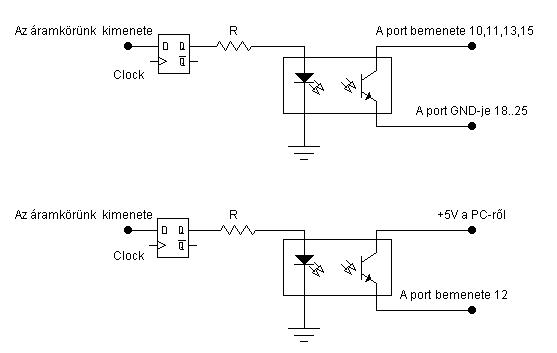 Az áramkörünk kimenete
R
A port bemenete 10,11,13,15
D Q
Q
Clock
A port GND-je 18..25
Az áramkörünk kimenete
R
+5V a PC-ről
D Q
Q
Clock
A port bemenete 12